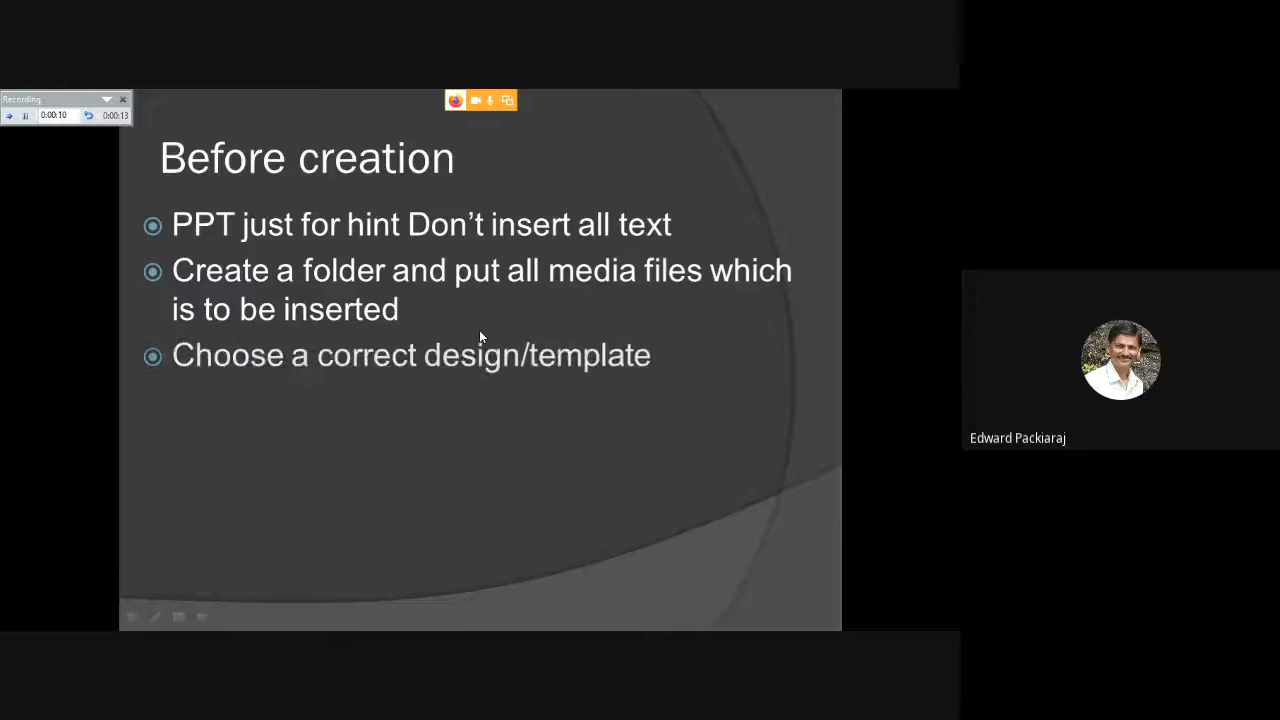 Recording
0:00:10
0:00:13
Before creation
PPT just for hint Don't insert all text
Create a folder and put all media files which
is to be inserted
Choose a correct design/template
Edward Packiaraj